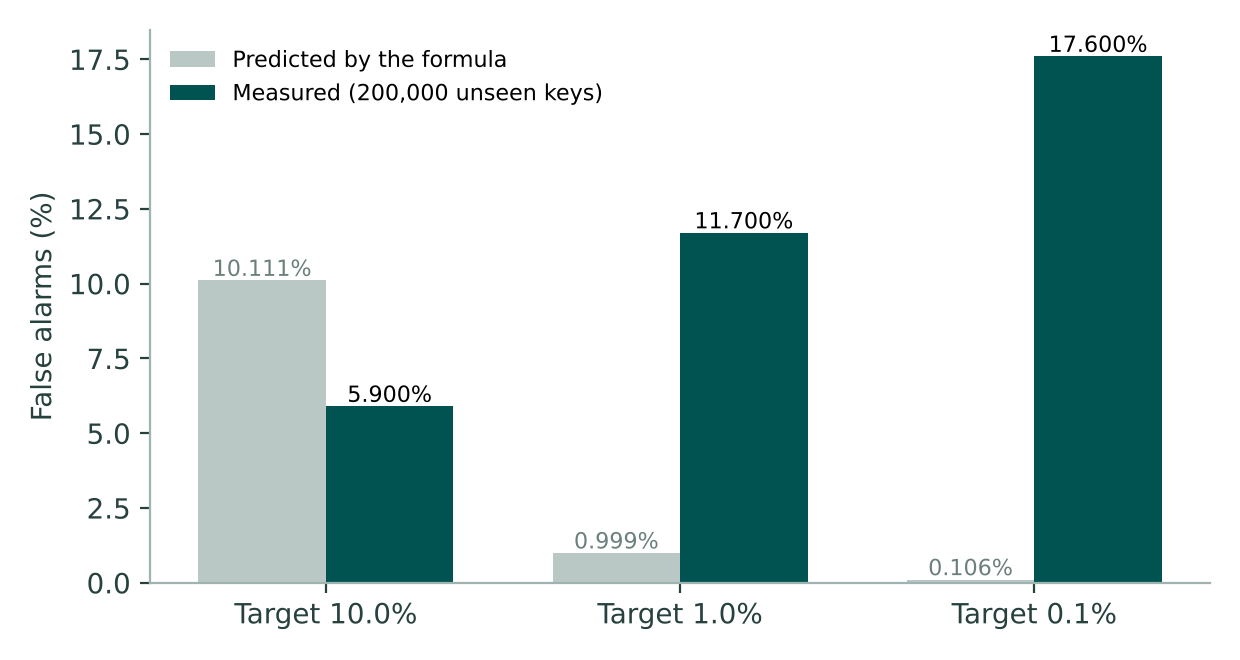 Predicted by the formula
Measured (200,000 unseen keys)
False alarms (%)
17.5
15.0
12.5
10.0
7.5
5.0
2.5
0.0
10.111%
5.900%
0.999%
11.700%
0.106%
17.600%
Target 10.0%
Target 1.0%
Target 0.1%